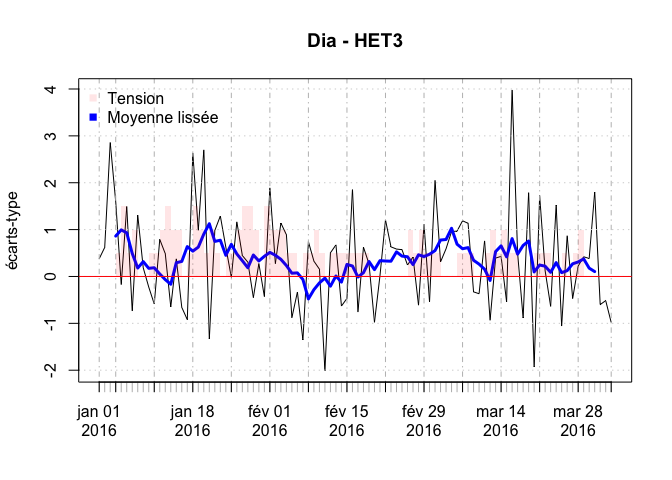 Dia - HET3
Tension
Moyenne lissée
écarts-type
4
3
2
1
0
-1
-2
jan 01 jan 18 fév 01 fév 15 fév 29 mar 14 mar 28
2016 2016 2016 2016 2016 2016 2016